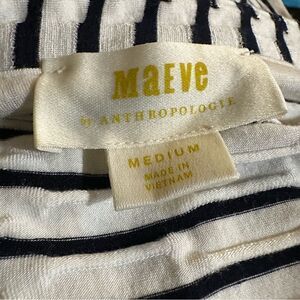 MAEVE
BY ANTHROPOLOGIE
MEDIUM
MADE IN
VIETNAM